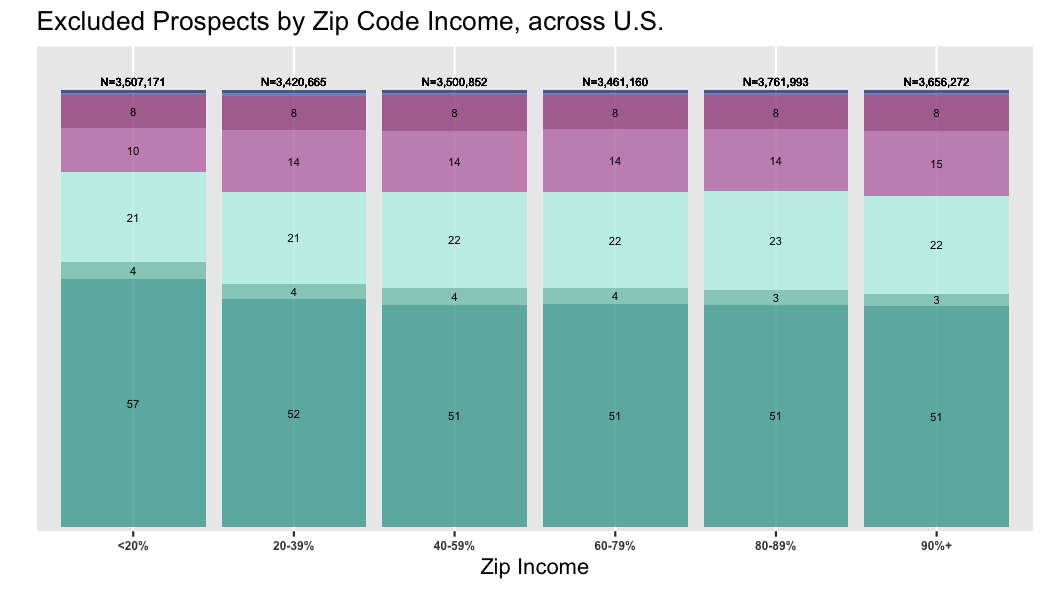 Excluded Prospects by Zip Code Income, across U.S.
N=3,507,171 N=3,420,665 N=3,500,852 N=3,461,160 N=3,761,993 N=3,656,272
8 8 8 8 8 8
10 14 14 14 14 15
21 21 22 22 23 22
4 4 4 4 3 3
57 52 51 51 51 51
<20% 20-39% 40-59% 60-79% 80-89% 90%+
Zip Income